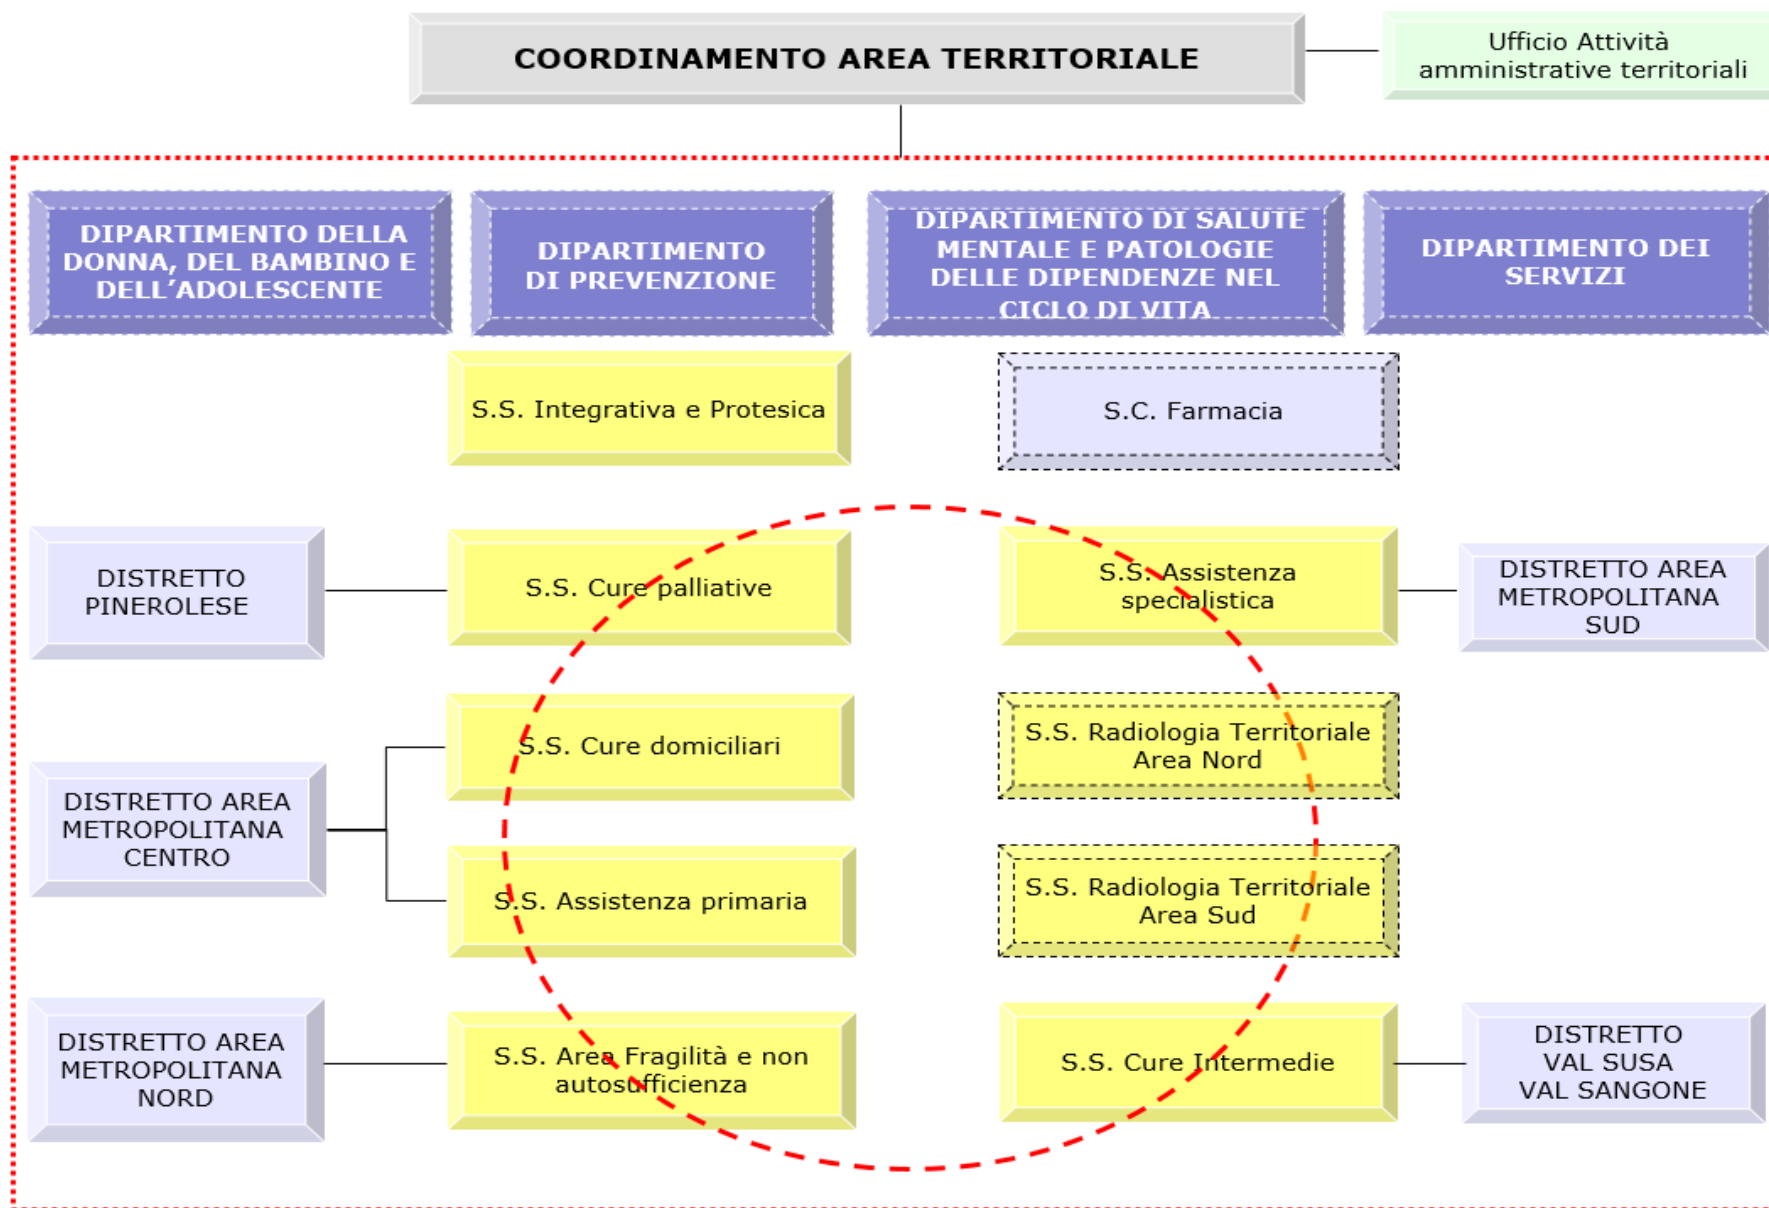 COORDINAMENTO AREA TERRITORIALE
Ufficio Attività
amministrative territoriali
DIPARTIMENTO DELLA
DONNA, DEL BAMBINO E
DELL’ADOLESCENTE
DIPARTIMENTO
DI PREVENZIONE
DIPARTIMENTO DI SALUTE
MENTALE E PATOLOGIE
DELLE DIPENDENZE NEL
CICLO DI VITA
DIPARTIMENTO DEI
SERVIZI
S.S. Integrativa e Protesica
S.C. Farmacia
DISTRETTO
PINEROLESE
S.S. Cure palliative
S.S. Assistenza
specialistica
DISTRETTO AREA
METROPOLITANA
SUD
S.S. Cure domiciliari
S.S. Radiologia Territoriale
Area Nord
DISTRETTO AREA
METROPOLITANA
CENTRO
S.S. Assistenza primaria
S.S. Radiologia Territoriale
Area Sud
DISTRETTO AREA
METROPOLITANA
NORD
S.S. Area Fragilità e non
autosufficienza
S.S. Cure Intermedie
DISTRETTO
VAL SUSA
VAL SANGONE